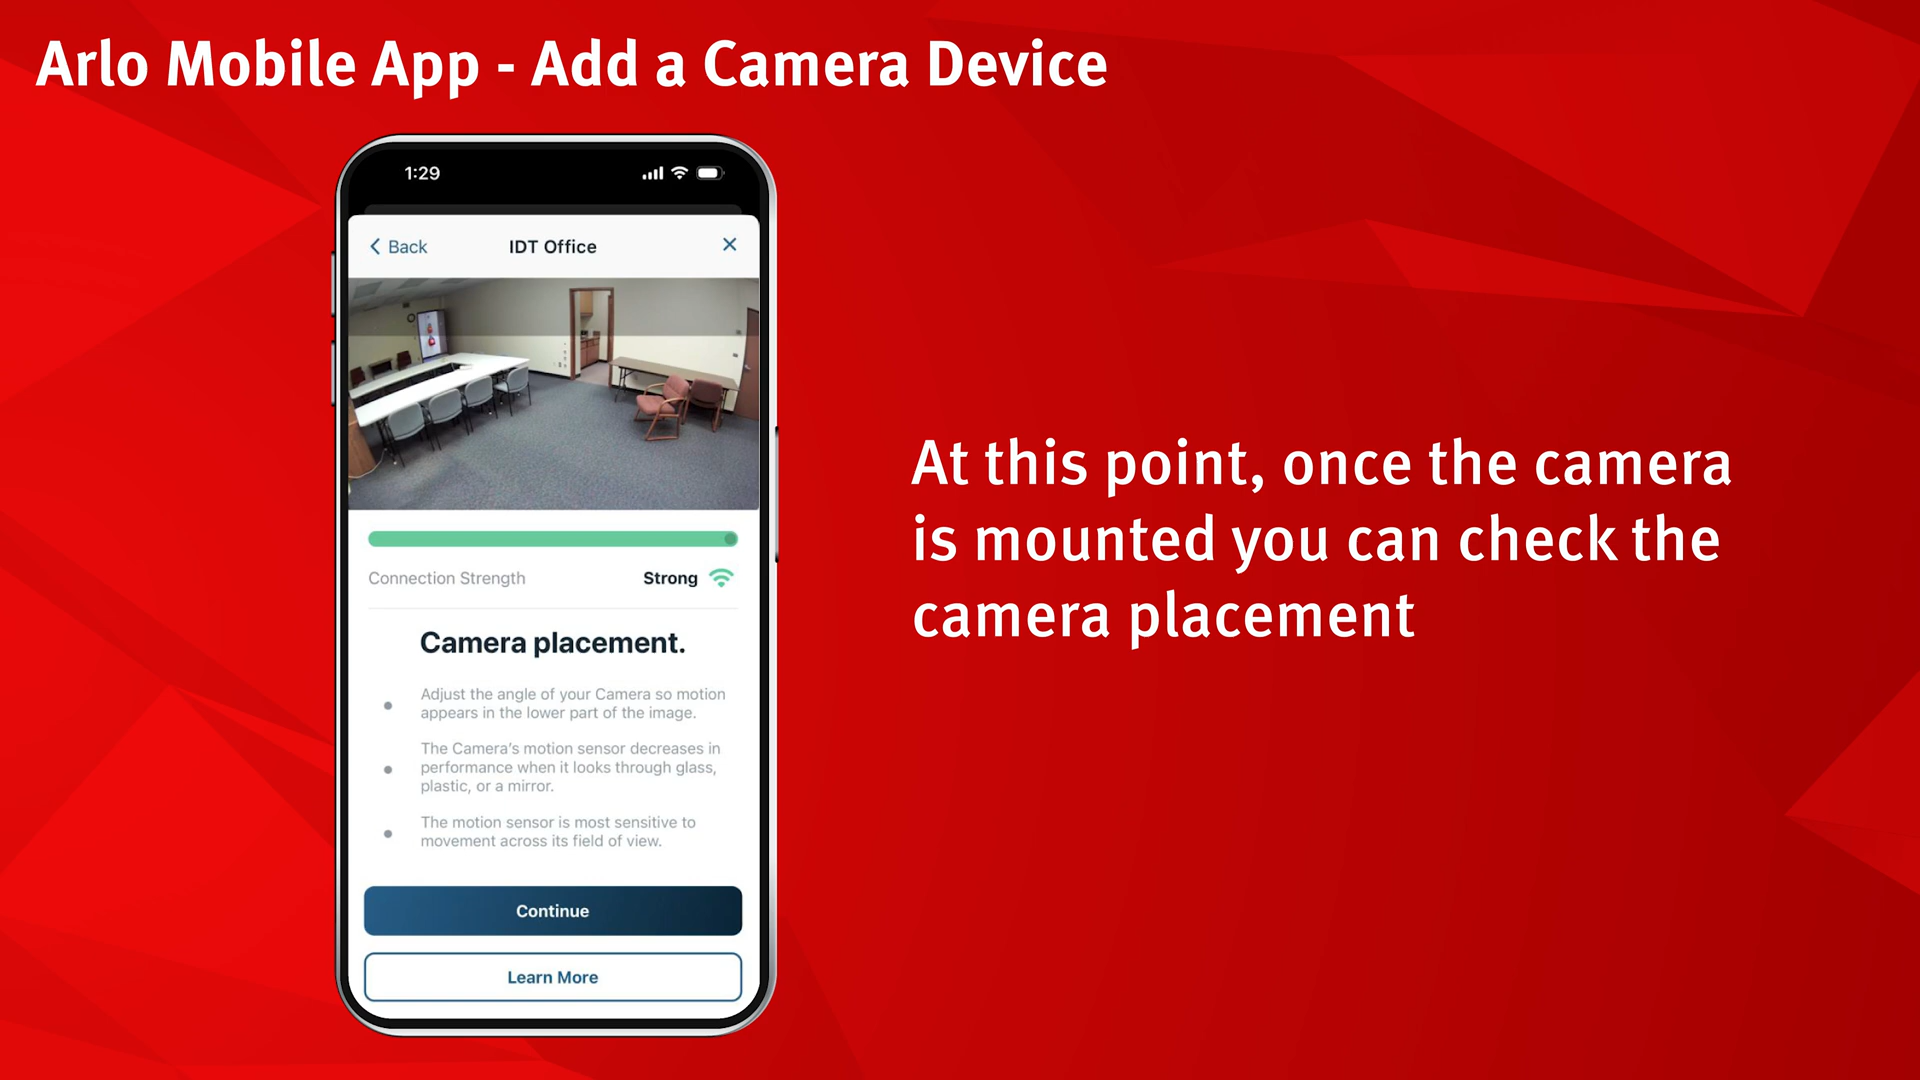 Arlo Mobile App - Add a Camera Device
1:29
Back
IDT Office
Connection Strength
Strong
Camera placement.
Adjust the angle of your Camera so motion
appears in the lower part of the image.
The Camera's motion sensor decreases in
performance when it looks through glass,
plastic, or a mirror.
The motion sensor is most sensitive to
movement across its field of view.
Continue
Learn More
At this point, once the camera
is mounted you can check the
camera placement